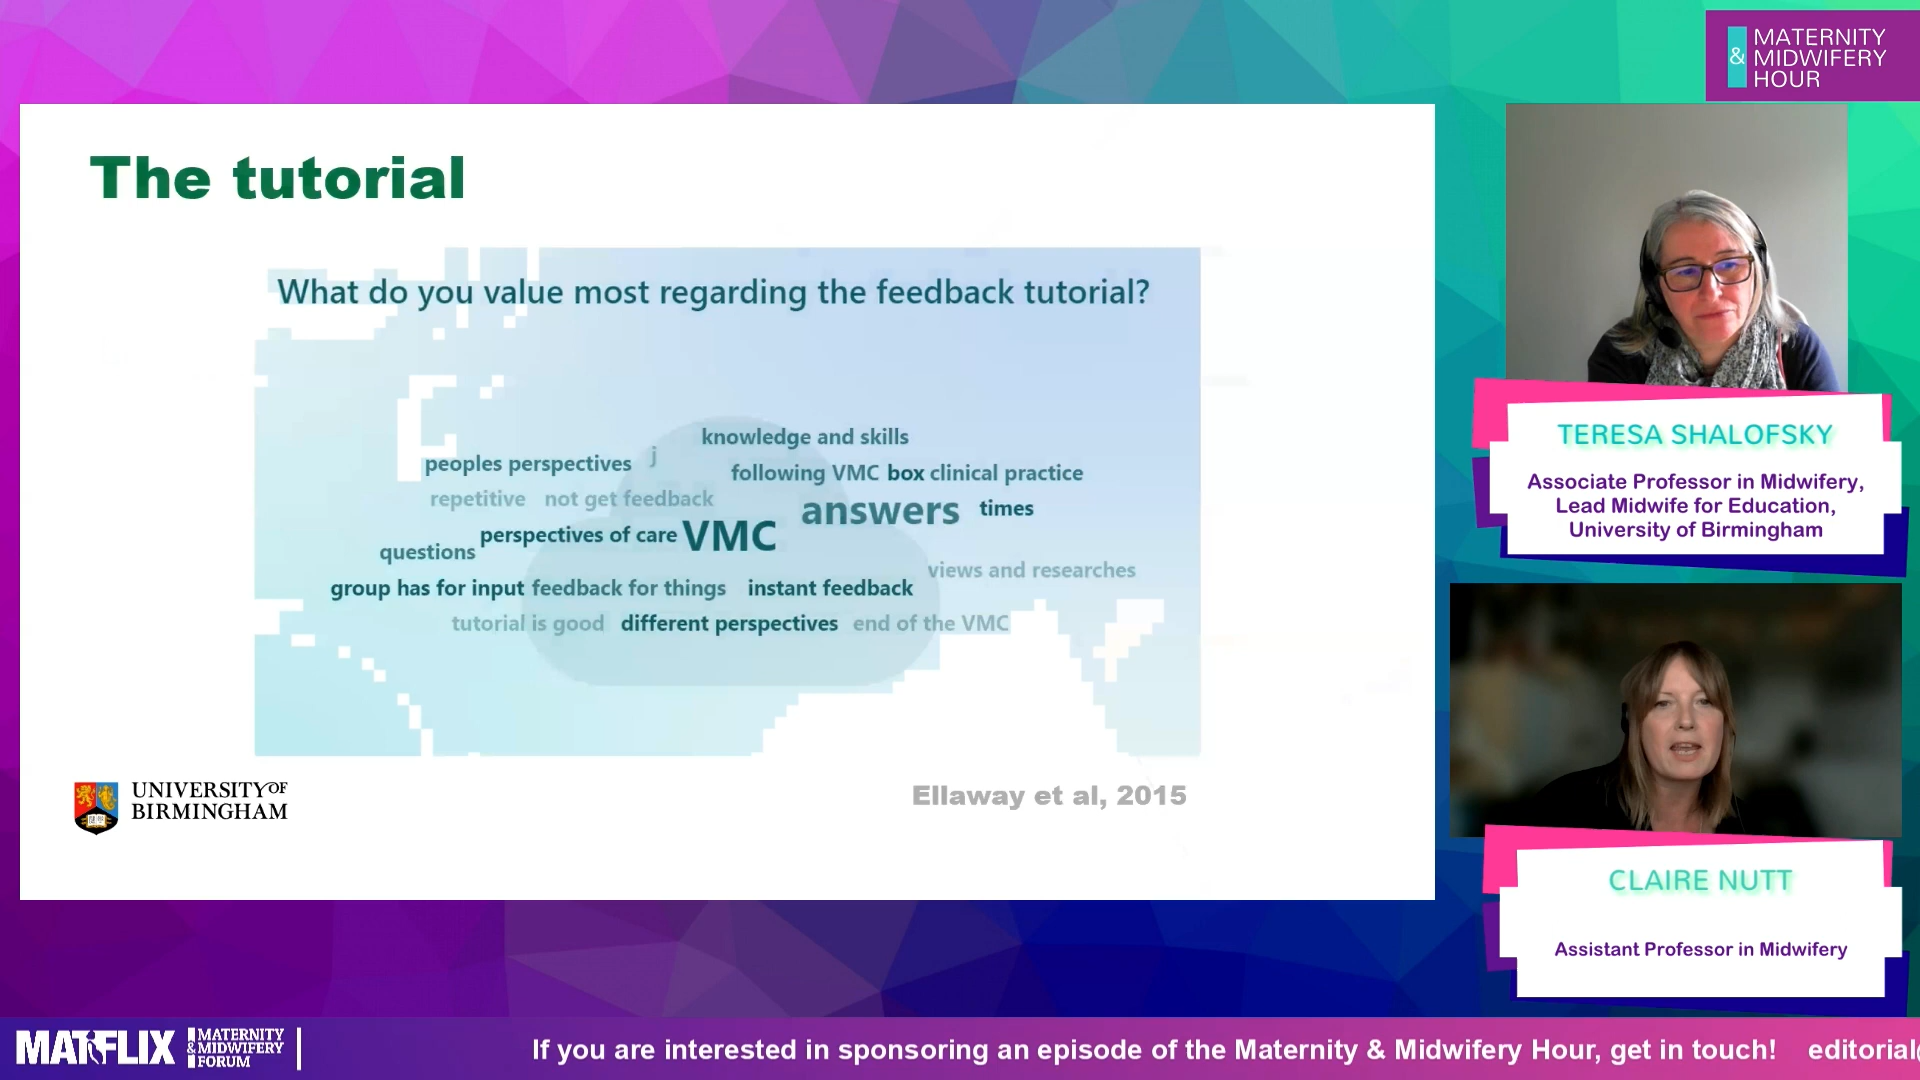 MATERNITY
& MIDWIFERY
HOUR
The tutorial
What do you value most regarding the feedback tutorial?
knowledge and skills
peoples perspectives j
following VMC box clinical practice
repetitive not get feedback
answers times
perspectives of care VMC
questions
views and researches
group has for input feedback for things instant feedback
tutorial is good different perspectives end of the VMC
UNIVERSITY OF
BIRMINGHAM
Ellaway et al, 2015
TERESA SHALOFSKY
Associate Professor in Midwifery,
Lead Midwife for Education,
University of Birmingham
CLAIRE NUTT
Assistant Professor in Midwifery
MATFLIX
MATERNITY
& MIDWIFERY
FORUM
If you are interested in sponsoring an episode of the Maternity & Midwifery Hour, get in touch! editorial@